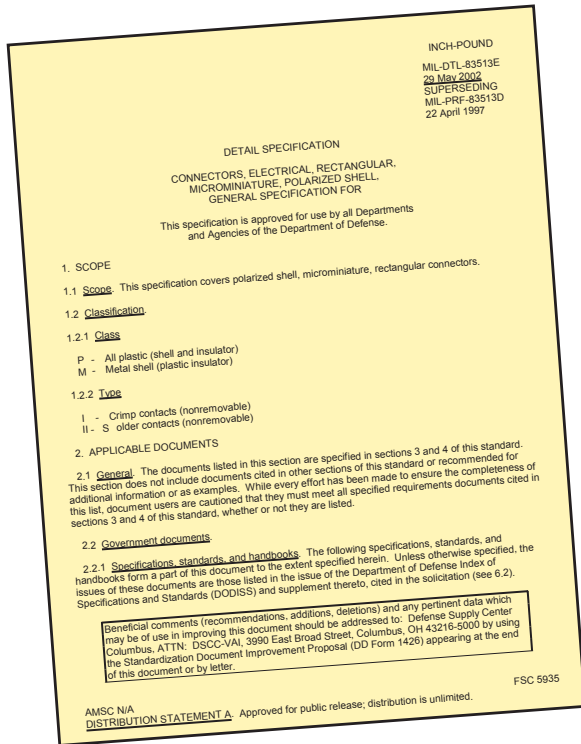 INCH-POUND
MIL-DTL-83513E
29 May 2002
SUPERSEDING
MIL-PRF-83513D
22 April 1997
DETAIL SPECIFICATION
CONNECTORS, ELECTRICAL, RECTANGULAR,
MICROMINIATURE, POLARIZED SHELL,
GENERAL SPECIFICATION FOR
This specification is approved for use by all Departments
and Agencies of the Department of Defense.
1. SCOPE
1.1 Scope. This specification covers polarized shell, microminiature, rectangular connectors.
1.2 Classification.
1.2.1 Class
P - All plastic (shell and insulator)
M - Metal shell (plastic insulator)
1.2.2 Type
I - Crimp contacts (nonremovable)
II - S older contacts (nonremovable)
2. APPLICABLE DOCUMENTS
2.1 General. The documents listed in this section are specified in sections 3 and 4 of this standard.
This section does not include documents cited in other sections of this standard or recommended for
additional information or as examples. While every effort has been made to ensure the completeness of
this list, document users are cautioned that they must meet all specified requirements documents cited in
sections 3 and 4 of this standard, whether or not they are listed.
2.2 Government documents.
2.2.1 Specifications, standards, and handbooks. The following specifications, standards, and
handbooks form a part of this document to the extent specified herein. Unless otherwise specified, the
issues of these documents are those listed in the issue of the Department of Defense Index of
Specifications and Standards (DODISS) and supplement thereto, cited in the solicitation (see 6.2).
Beneficial comments (recommendations, additions, deletions) and any pertinent data which
may be of use in improving this document should be addressed to: Defense Supply Center
Columbus, ATTN: DSCC-VAI, 3990 East Broad Street, Columbus, OH 43216-5000 by using
the Standardization Document Improvement Proposal (DD Form 1426) appearing at the end
of this document or by letter.
AMSC N/A
FSC 5935
DISTRIBUTION STATEMENT A. Approved for public release; distribution is unlimited.